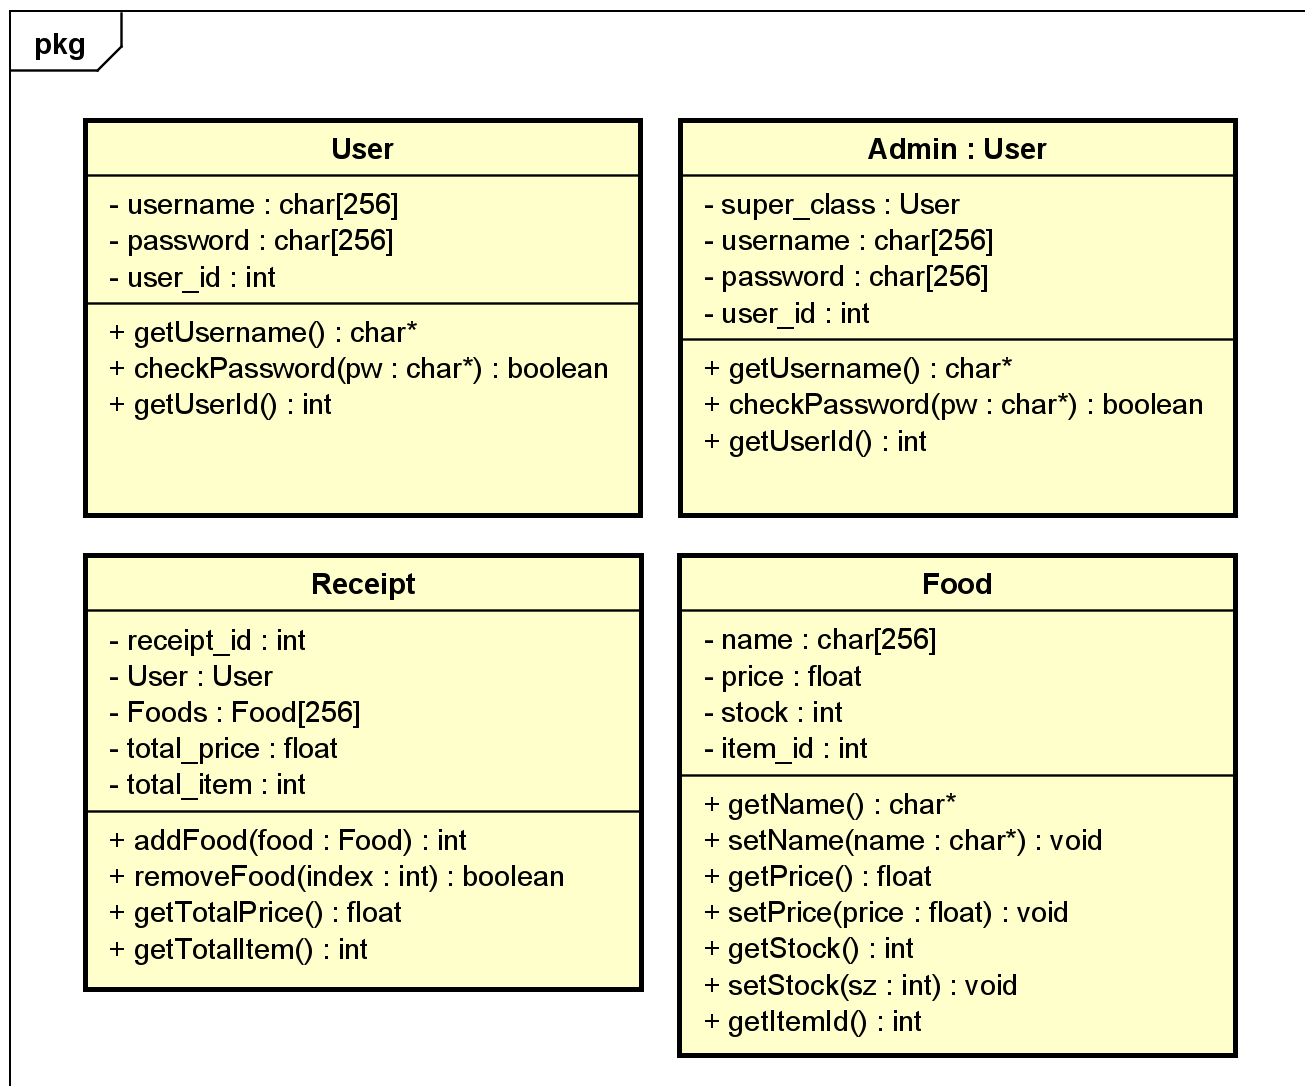 pkg
User
- username : char[256]
- password : char[256]
- user_id : int
+ getUsername() : char*
+ checkPassword(pw : char*) : boolean
+ getUserId() : int
Admin : User
- super_class : User
- username : char[256]
- password : char[256]
- user_id : int
+ getUsername() : char*
+ checkPassword(pw : char*) : boolean
+ getUserId() : int
Receipt
- receipt_id : int
- User : User
- Foods : Food[256]
- total_price : float
- total_item : int
+ addFood(food : Food) : int
+ removeFood(index : int) : boolean
+ getTotalPrice() : float
+ getTotalItem() : int
Food
- name : char[256]
- price : float
- stock : int
- item_id : int
+ getName() : char*
+ setName(name : char*) : void
+ getPrice() : float
+ setPrice(price : float) : void
+ getStock() : int
+ setStock(sz : int) : void
+ getItemId() : int